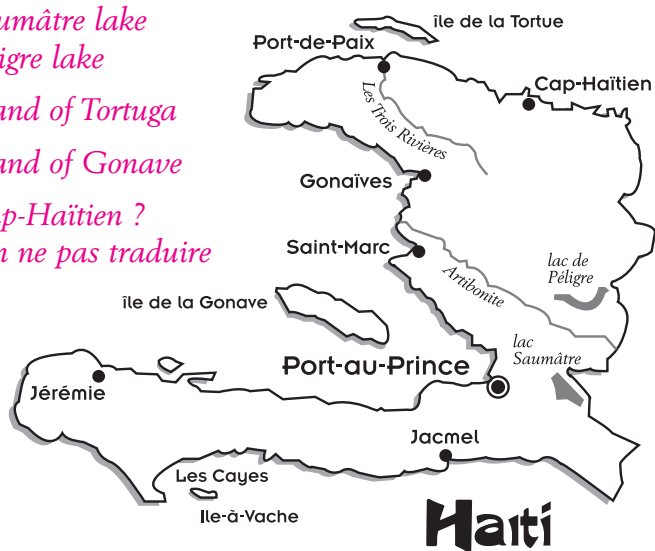 umâtre lake
igre lake
and of Tortuga
and of Gonave
p-Haïtien ?
n ne pas traduire
île de la Tortue
Port-de-Paix
Cap-Haïtien
Les Trois Rivières
Gonaïves
Saint-Marc
lac de
Péligre
Artibonite
île de la Gonave
lac
Saumâtre
Port-au-Prince
Jérémie
Jacmel
Les Cayes
Ile-à-Vache
Haïti